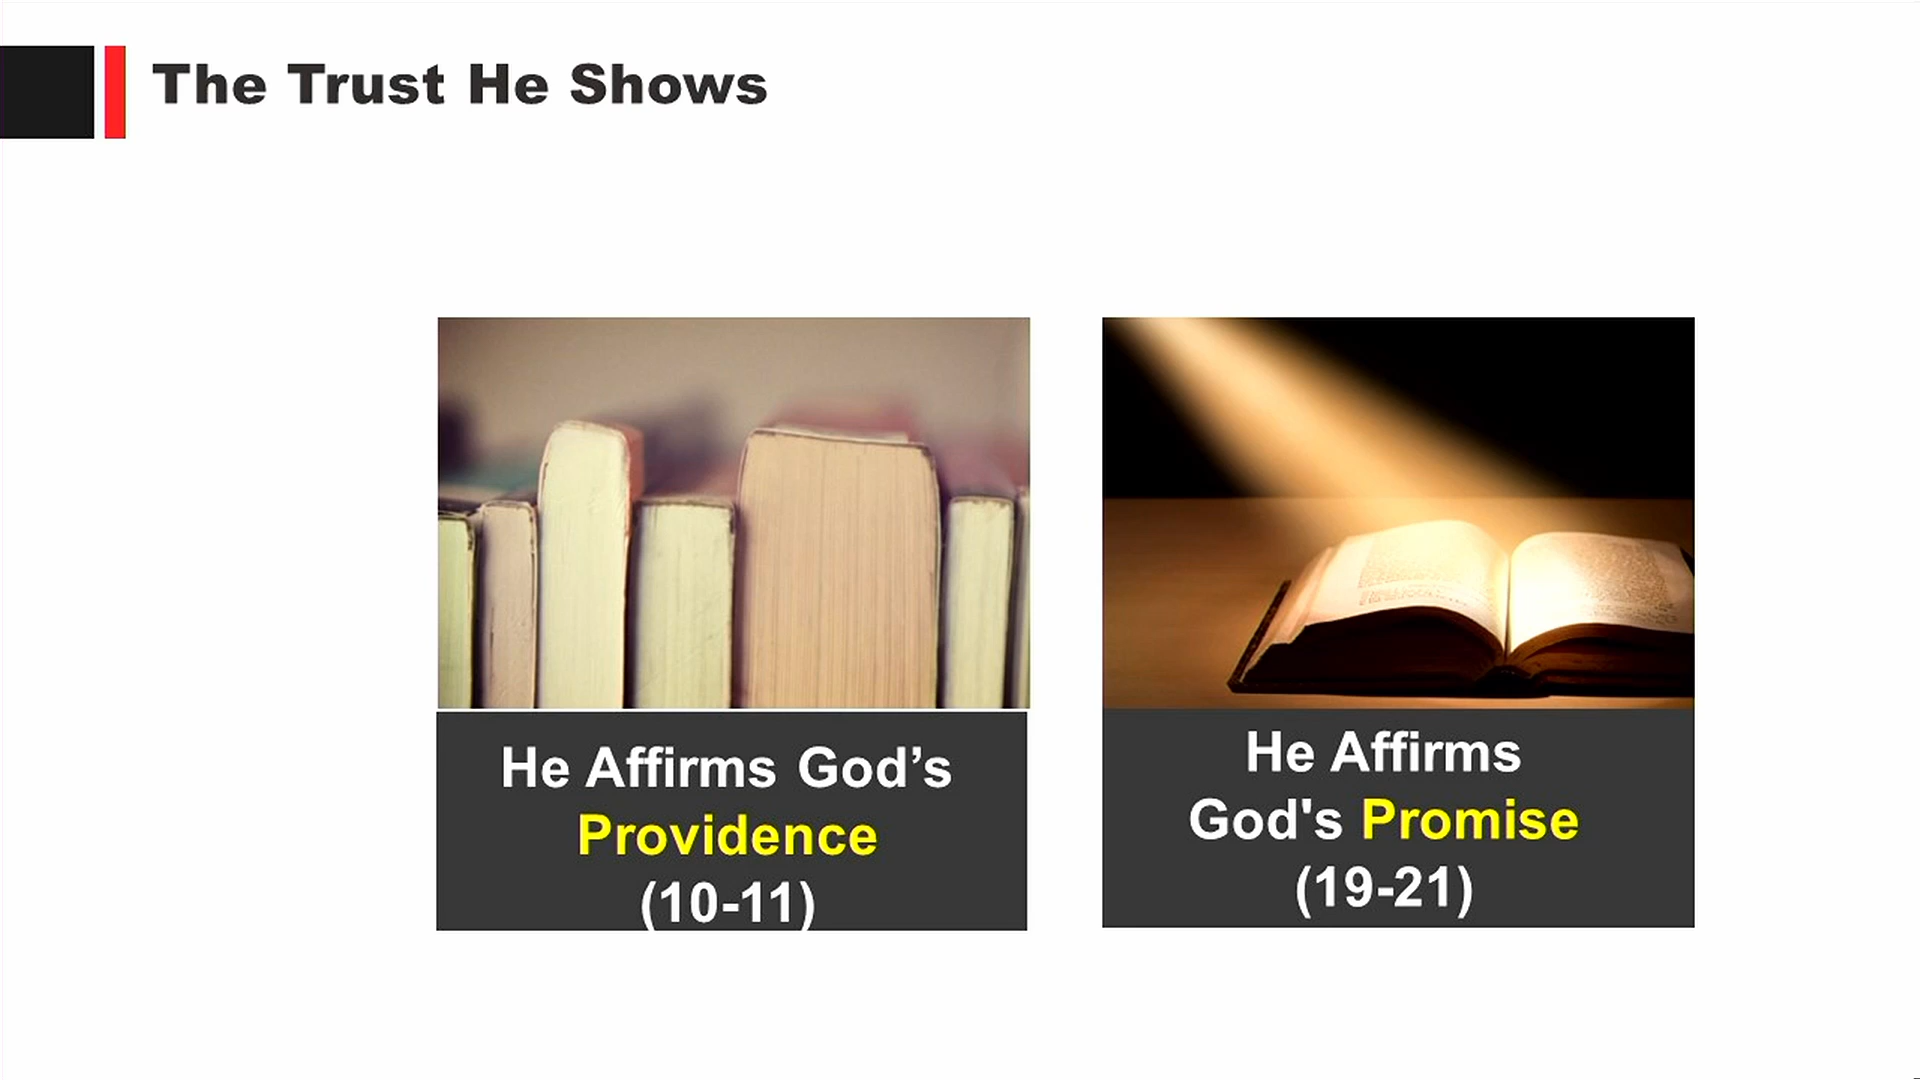 The Trust He Shows
He Affirms God’s
Providence
(10-11)
He Affirms
God's Promise
(19-21)